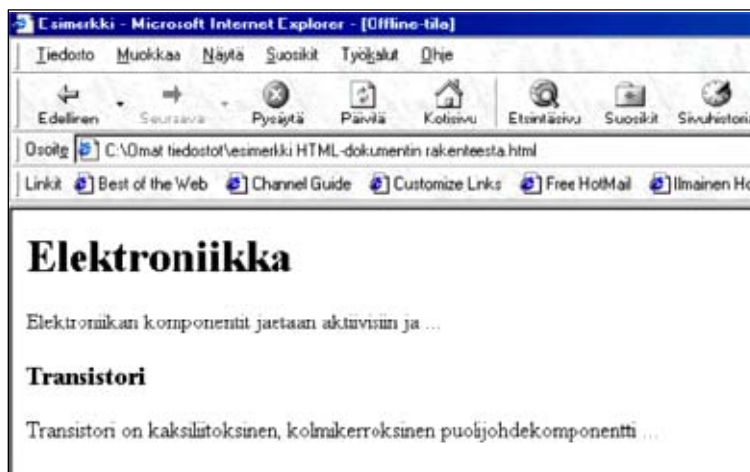 Esimerkki - Microsoft Internet Explorer - [Offline-tila]
Tiedosto Muokkaa Näytä Suosikit Työkalut Ohje
Edellinen Seuraava Pysäytä Päivitä Kotisivu Etsintäsivu Suosikit Sivuhistoria
Osoite C:\Omat tiedostot\esimerkki HTML-dokumentin rakenteesta.html
Linkit Best of the Web Channel Guide Customize Links Free HotMail Ilmainen Ho
Elektroniikka
Elektroniikan komponentit jaetaan aktiivisiin ja ...
Transistori
Transistori on kaksiliitoksinen, kolmikerroksinen puolijohdekomponentti ...